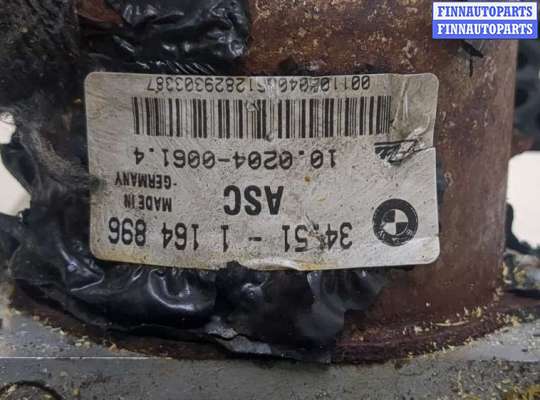 FINNAUTOPARTS
FINNAUTOPARTS
34.51 - 1 164 896
ASC
MADE IN
-GERMANY
10.0204-0061.4